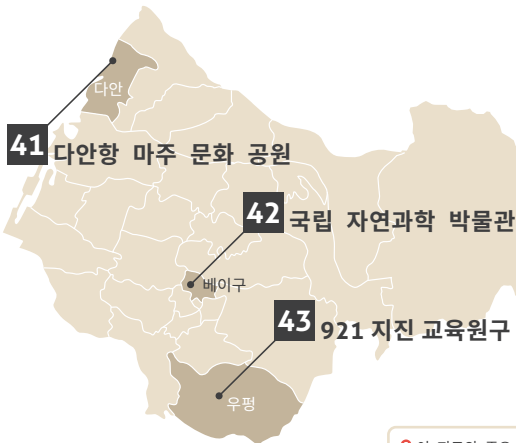 다안
41 다안항 마주 문화 공원
42 국립 자연과학 박물관
베이구
43 921 지진 교육원구
우펑